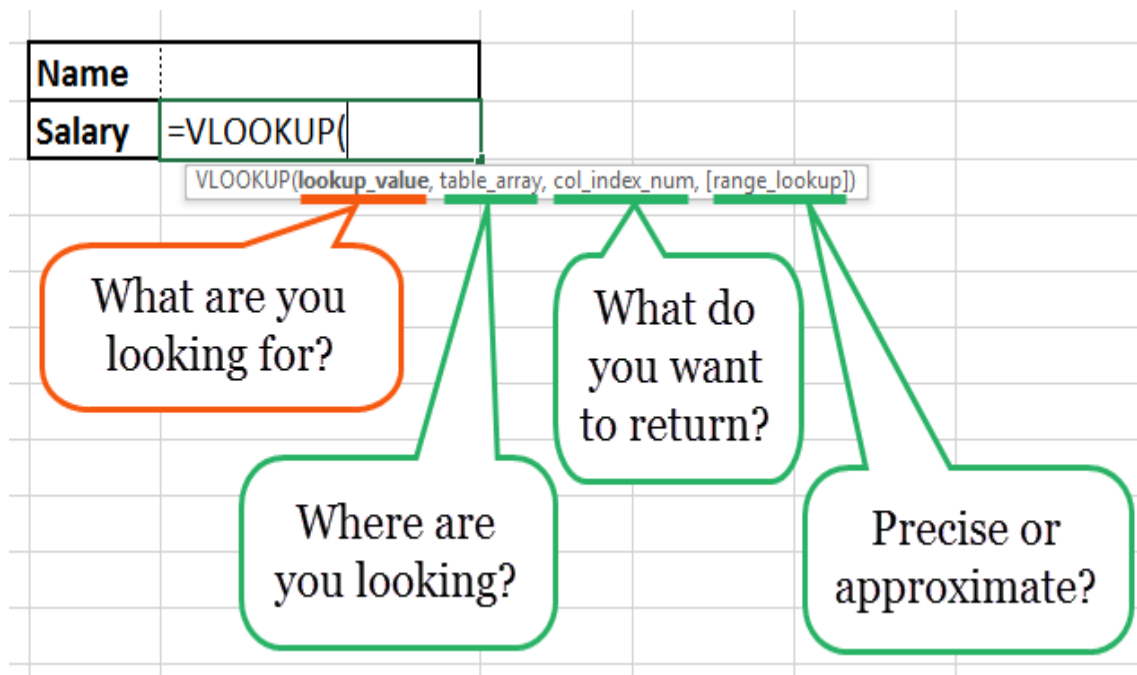 Name
Salary =VLOOKUP(
VLOOKUP(lookup_value, table_array, col_index_num, [range_lookup])
What are you
looking for?
What do
you want
to return?
Where are
you looking?
Precise or
approximate?